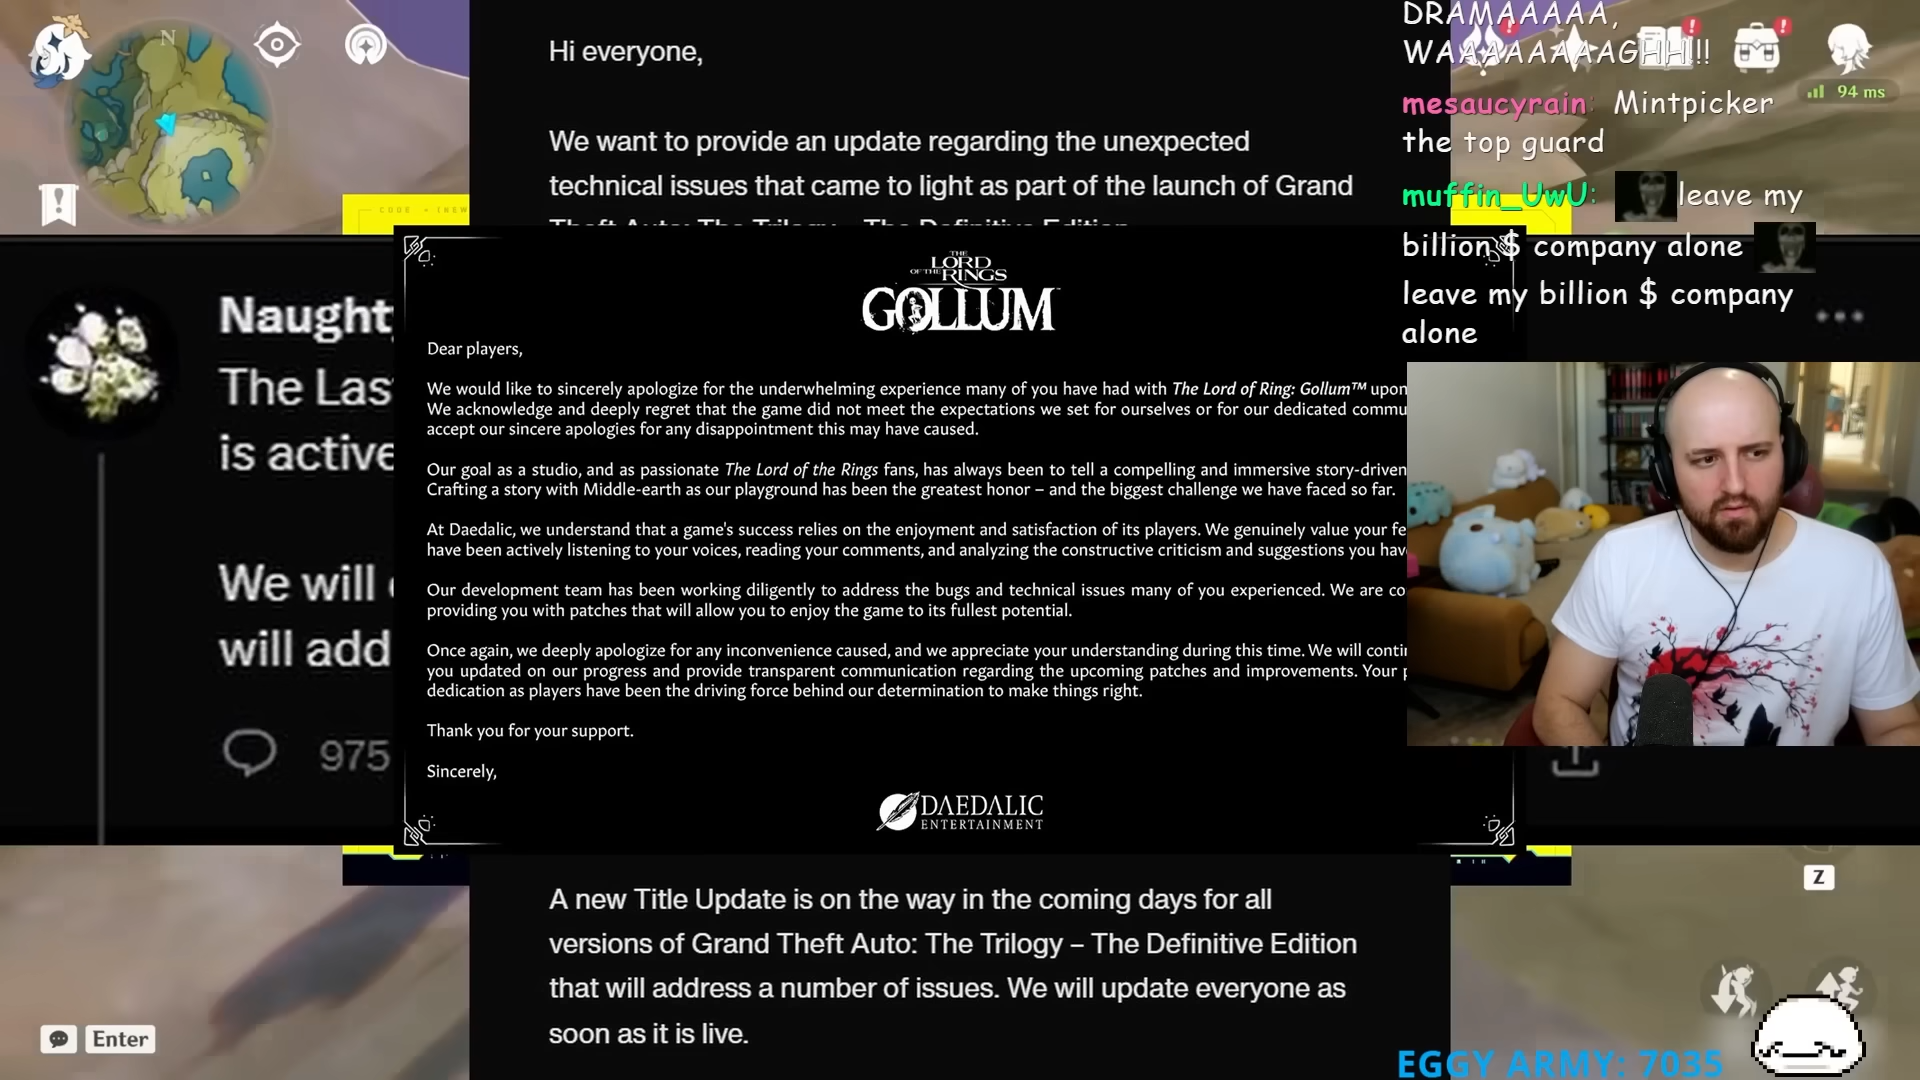 N
94 ms
Hi everyone,
We want to provide an update regarding the unexpected
technical issues that came to light as part of the launch of Grand
Theft Auto: The Trilogy – The Definitive Edition
CODE
DRAMAAAAA,
WAAAAAAAAGHH!!!
mesaucyrain: Mintpicker
the top guard
muffin_UwU: leave my
billion $ company alone
leave my billion $ company
alone
Naught
The Las
is active
We will
will add
975
THE
LORD
OF THE RINGS
GOLLUM™
Dear players,
We would like to sincerely apologize for the underwhelming experience many of you have had with The Lord of Ring: Gollum™ upon
We acknowledge and deeply regret that the game did not meet the expectations we set for ourselves or for our dedicated commu
accept our sincere apologies for any disappointment this may have caused.
Our goal as a studio, and as passionate The Lord of the Rings fans, has always been to tell a compelling and immersive story-driven
Crafting a story with Middle-earth as our playground has been the greatest honor – and the biggest challenge we have faced so far.
At Daedalic, we understand that a game's success relies on the enjoyment and satisfaction of its players. We genuinely value your fe
have been actively listening to your voices, reading your comments, and analyzing the constructive criticism and suggestions you hav
Our development team has been working diligently to address the bugs and technical issues many of you experienced. We are co
providing you with patches that will allow you to enjoy the game to its fullest potential.
Once again, we deeply apologize for any inconvenience caused, and we appreciate your understanding during this time. We will conti
you updated on our progress and provide transparent communication regarding the upcoming patches and improvements. Your p
dedication as players have been the driving force behind our determination to make things right.
Thank you for your support.
Sincerely,
DAEDALIC
ENTERTAINMENT
A new Title Update is on the way in the coming days for all
versions of Grand Theft Auto: The Trilogy – The Definitive Edition
that will address a number of issues. We will update everyone as
soon as it is live.
Z
Enter
EGGY ARMY: 7035